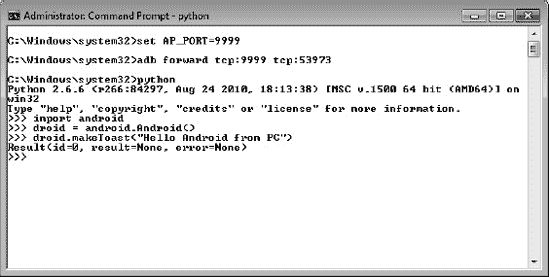 Administrator: Command Prompt - python
C:\Windows\system32>set AP_PORT=9999
C:\Windows\system32>adb forward tcp:9999 tcp:53973
C:\Windows\system32>python
Python 2.6.6 (r266:84297, Aug 24 2010, 18:13:38) [MSC v.1500 64 bit (AMD64)] on
win32
Type "help", "copyright", "credits" or "license" for more information.
>>> import android
>>> droid = android.Android()
>>> droid.makeToast("Hello Android from PC")
Result(id=0, result=None, error=None)
>>>